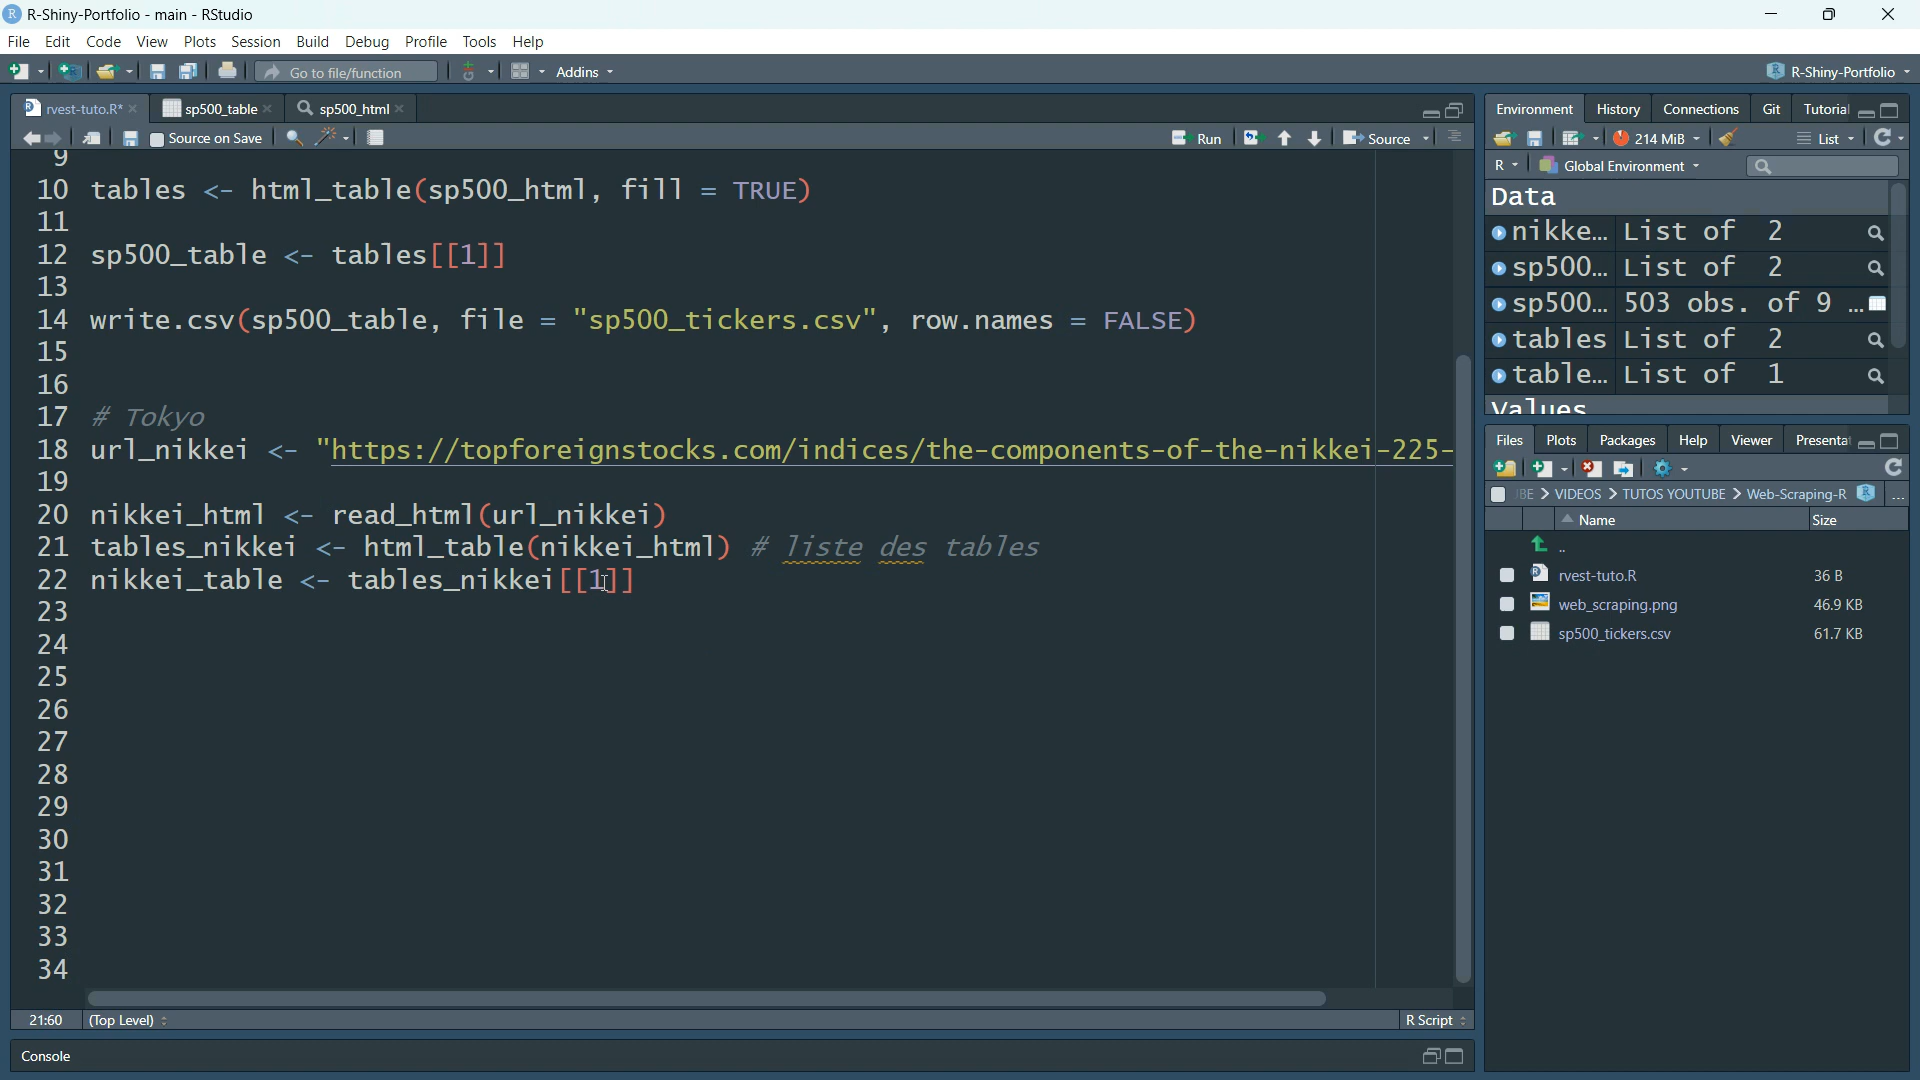 R-Shiny-Portfolio - main - RStudio
File Edit Code View Plots Session Build Debug Profile Tools Help
Go to file/function Addins R-Shiny-Portfolio
rvest-tuto.R* sp500_table sp500_html
Source on Save Run Source
9
10 tables <- html_table(sp500_html, fill = TRUE)
11
12 sp500_table <- tables[[1]]
13
14 write.csv(sp500_table, file = "sp500_tickers.csv", row.names = FALSE)
15
16
17 # Tokyo
18 url_nikkei <- "https://topforeignstocks.com/indices/the-components-of-the-nikkei-225-
19
20 nikkei_html <- read_html(url_nikkei)
21 tables_nikkei <- html_table(nikkei_html) # liste des tables
22 nikkei_table <- tables_nikkei[[1]]
23
24
25
26
27
28
29
30
31
32
33
34
21:60 (Top Level) R Script
Console
Environment History Connections Git Tutorial
214 MiB List
R Global Environment
Data
nikke... List of 2
sp500... List of 2
sp500... 503 obs. of 9 ...
tables List of 2
table... List of 1
Values
Files Plots Packages Help Viewer Presentat
BE > VIDEOS > TUTOS YOUTUBE > Web-Scraping-R ...
Name Size
..
rvest-tuto.R 36 B
web_scraping.png 46.9 KB
sp500_tickers.csv 61.7 KB